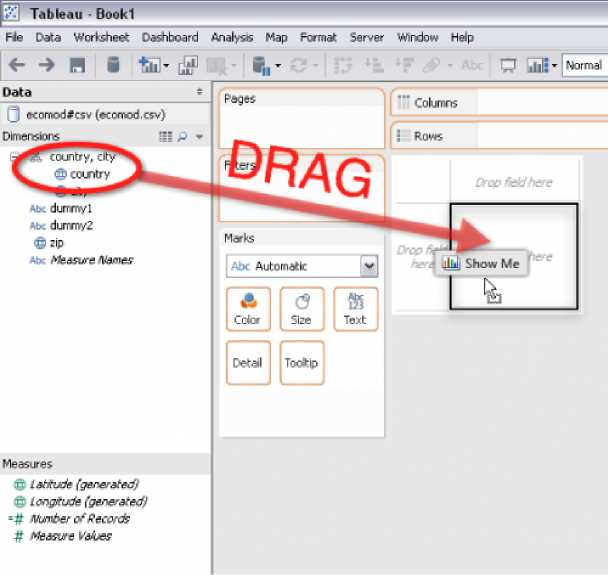 Tableau - Book1
File Data Worksheet Dashboard Analysis Map Format Server Window Help
Abc Normal
Data
ecomod#csv (ecomod.csv)
Dimensions
country, city
country
Abc dummy1
Abc dummy2
zip
Abc Measure Names
Measures
Latitude (generated)
Longitude (generated)
=# Number of Records
# Measure Values
Pages
Filters
DRAG
Marks
Abc Automatic
Color Size Abc 123 Text
Detail Tooltip
Columns
Rows
Drop field here
Drop field here
Show Me
here